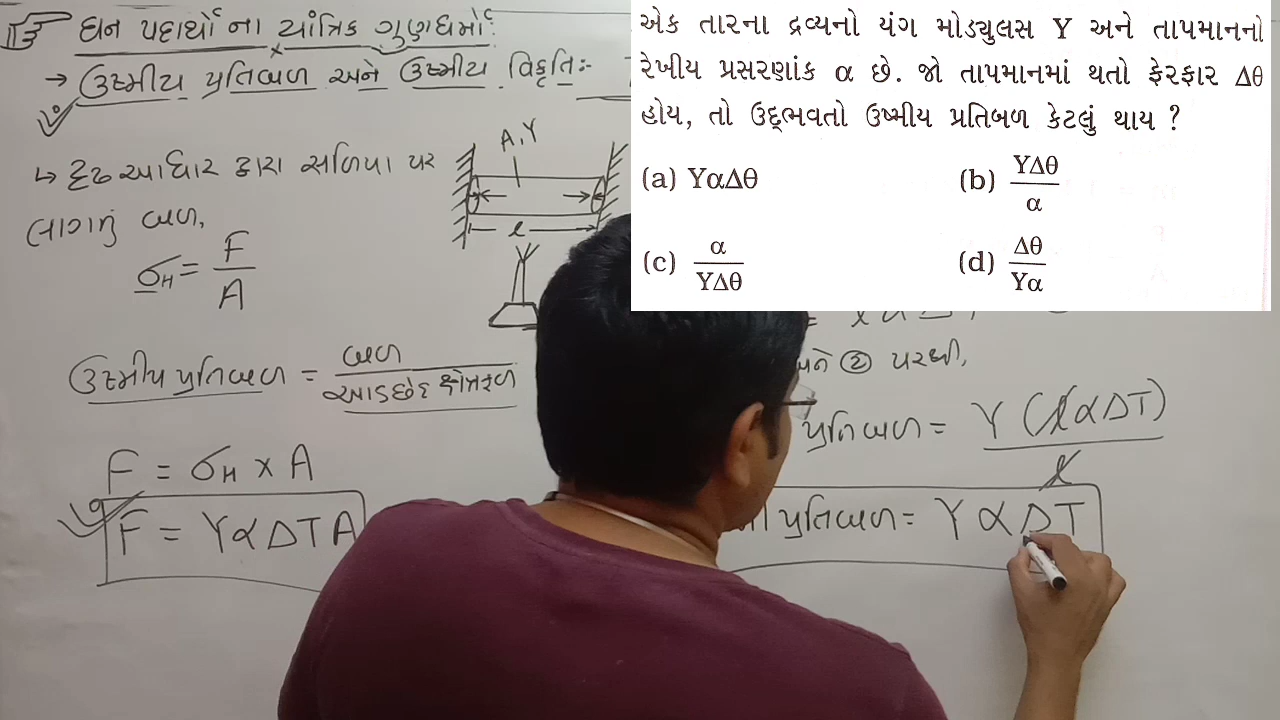 ઘન પદાર્થોના યાંત્રિક ગુણધર્મો:
→ ઉષ્મીય પ્રતિબળ અને ઉષ્મીય વિકૃતિ:-
↳ દૃઢ આધાર દ્વારા સળિયા પર
લાગતું બળ,
σH = F/A
A, Y
l
ઉષ્મીય પ્રતિબળ = બળ / આડછેદ ક્ષેત્રફળ
F = σH × A
F = YαΔTA
એક તારના દ્રવ્યનો યંગ મોડ્યુલસ Y અને તાપમાનનો
રેખીય પ્રસરણાંક α છે. જો તાપમાનમાં થતો ફેરફાર Δθ
હોય, તો ઉદ્ભવતો ઉષ્મીય પ્રતિબળ કેટલું થાય ?
(a) YαΔθ (b) YΔθ/α
(c) α/YΔθ (d) Δθ/Yα
② પરથી,
પ્રતિબળ = Y (lαΔT) / l
પ્રતિબળ = YαΔT